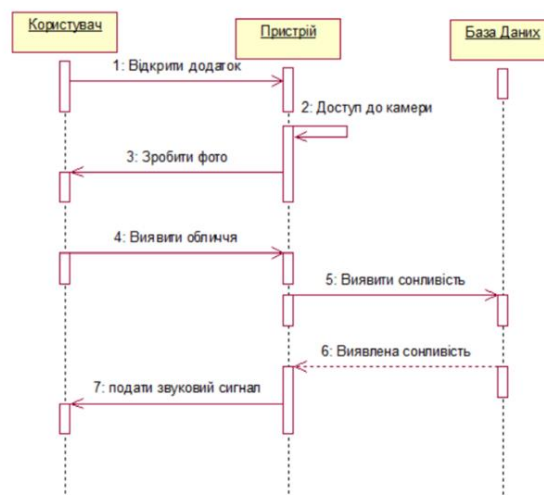 Користувач
Пристрій
База Даних
1: Відкрити додаток
2: Доступ до камери
3: Зробити фото
4: Виявити обличчя
5: Виявити сонливість
6: Виявлена сонливість
7: подати звуковий сигнал